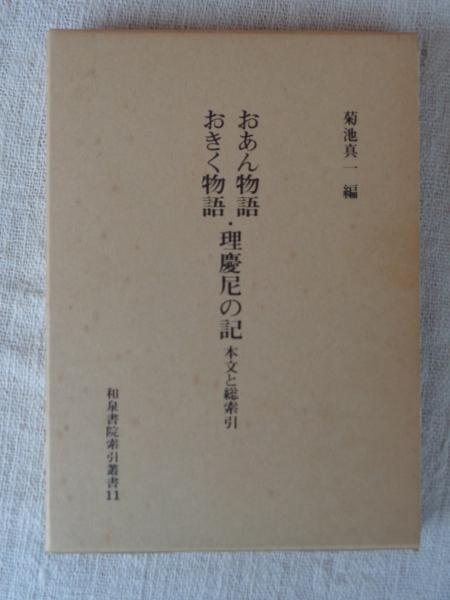 菊池真一 編
おあん物語
おきく物語
・理慶尼の記 本文と総索引
和泉書院索引叢書11